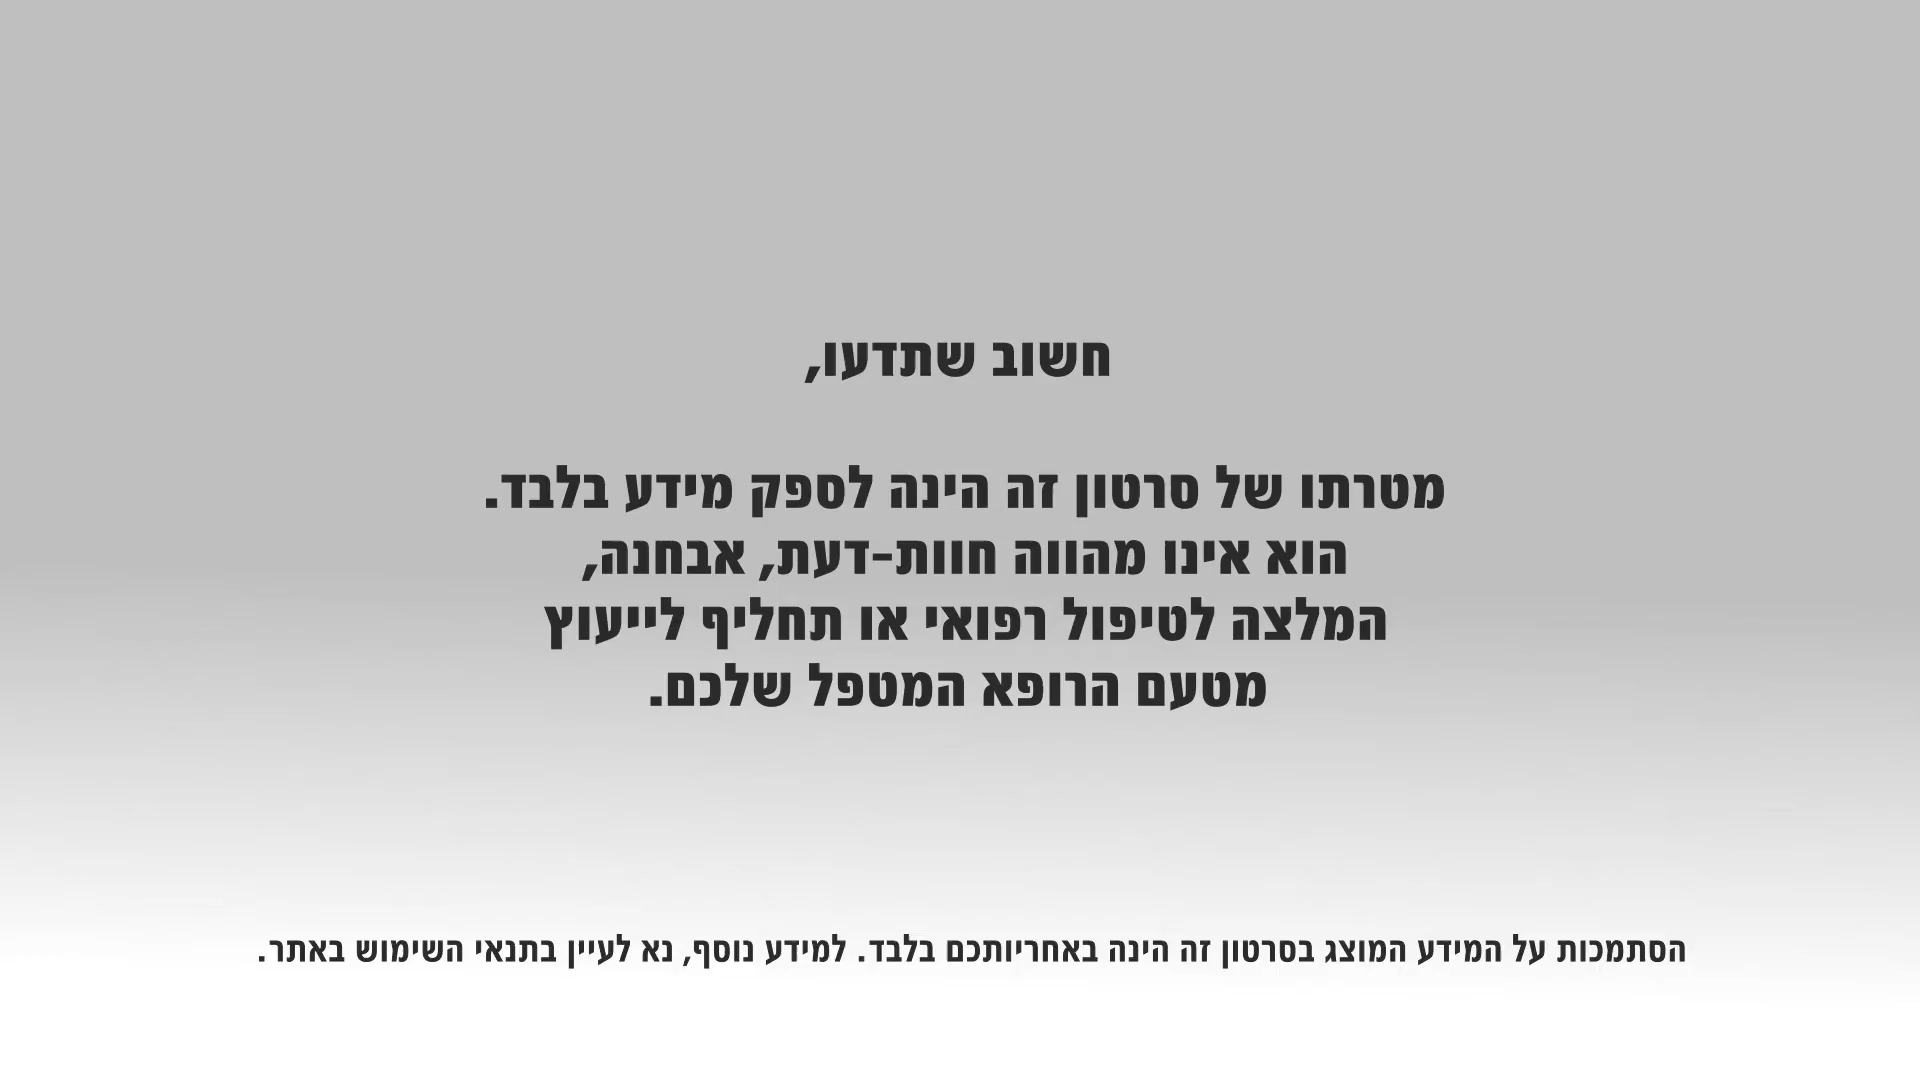 חשוב שתדעו,
מטרתו של סרטון זה הינה לספק מידע בלבד.
הוא אינו מהווה חוות-דעת, אבחנה,
המלצה לטיפול רפואי או תחליף לייעוץ
מטעם הרופא המטפל שלכם.
הסתמכות על המידע המוצג בסרטון זה הינה באחריותכם בלבד. למידע נוסף, נא לעיין בתנאי השימוש באתר.